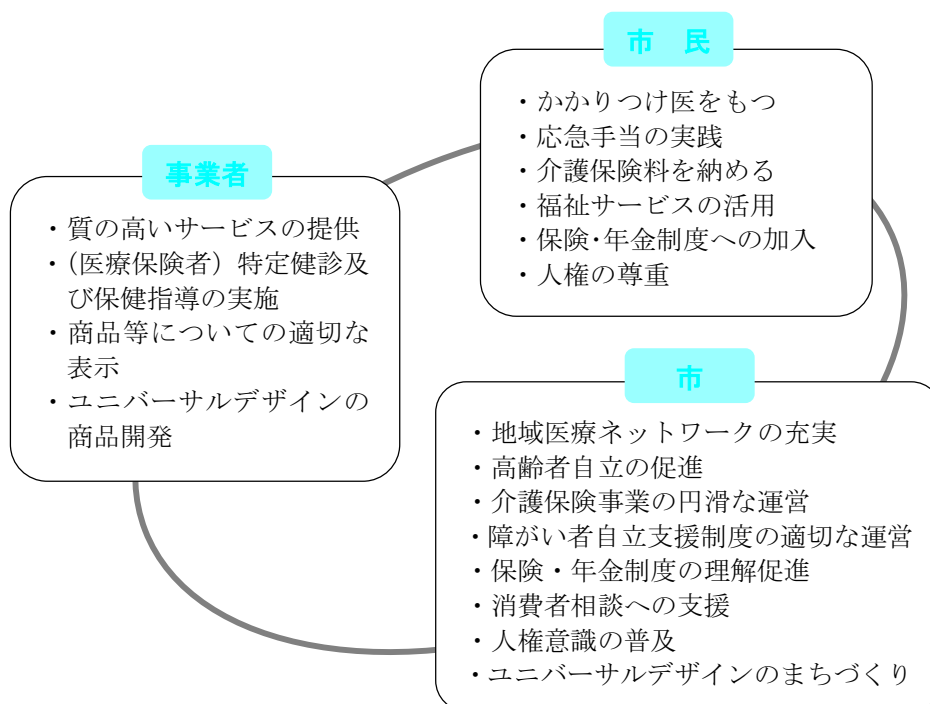 市　民
・かかりつけ医をもつ
・応急手当の実践
・介護保険料を納める
・福祉サービスの活用
・保険・年金制度への加入
・人権の尊重
事業者
・質の高いサービスの提供
・(医療保険者）特定健診及
び保健指導の実施
・商品等についての適切な
表示
・ユニバーサルデザインの
商品開発
市
・地域医療ネットワークの充実
・高齢者自立の促進
・介護保険事業の円滑な運営
・障がい者自立支援制度の適切な運営
・保険・年金制度の理解促進
・消費者相談への支援
・人権意識の普及
・ユニバーサルデザインのまちづくり